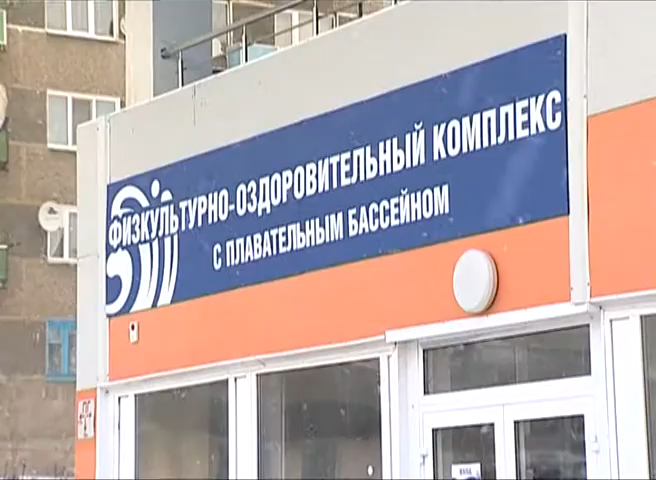 ФИЗКУЛЬТУРНО-ОЗДОРОВИТЕЛЬНЫЙ КОМПЛЕКС
С ПЛАВАТЕЛЬНЫМ БАССЕЙНОМ